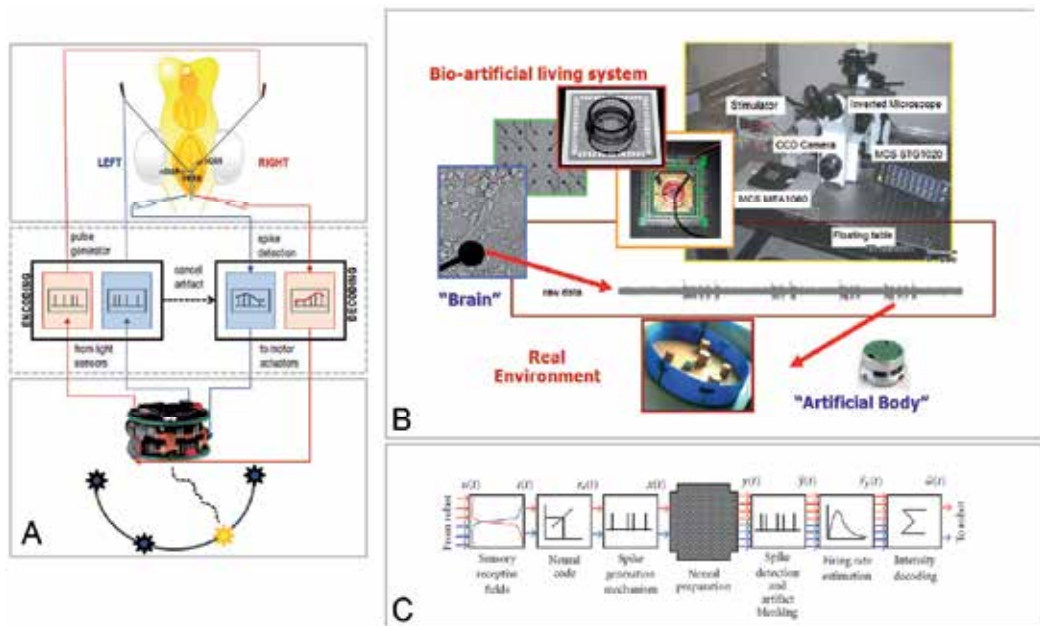 LEFT
RIGHT
pulse
generator
spike
detection
cancel
artifact
ENCODING
DECODING
from light
sensors
to motor
actuators
A
Bio-artificial living system
Stimulator
Inverted Microscope
CCD Camera
MCS STG1020
MCS MEA1060
Floating table
"Brain"
raw data
Real
Environment
"Artificial Body"
B
From robot
To robot
Sensory
receptive
fields
Neural
code
Spike
generation
mechanism
Neural
preparation
Spike
detection
and
artifact
blanking
Firing rate
estimation
Intensity
decoding
C